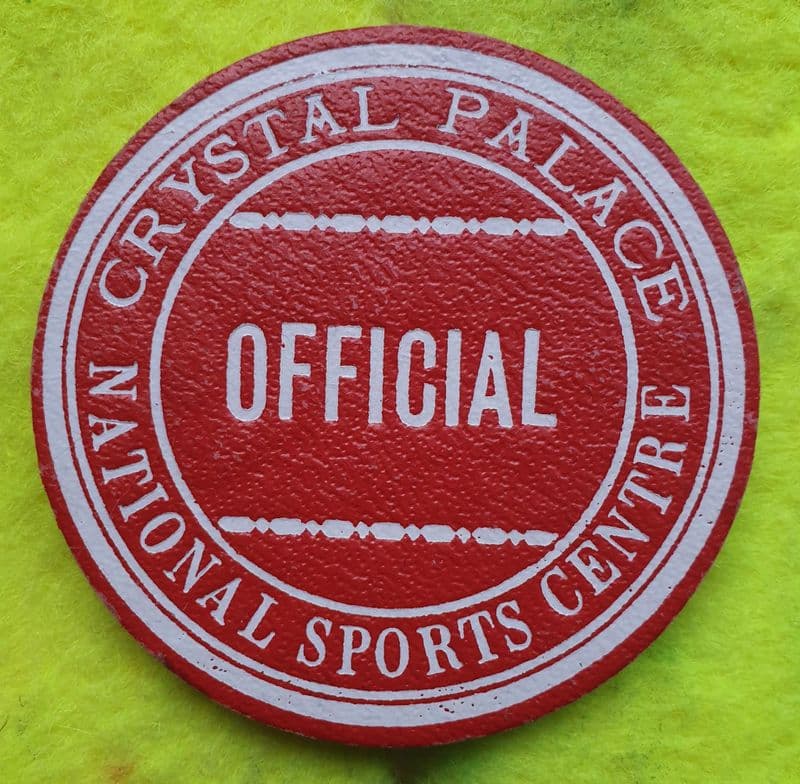 CRYSTAL PALACE
OFFICIAL
NATIONAL SPORTS CENTRE